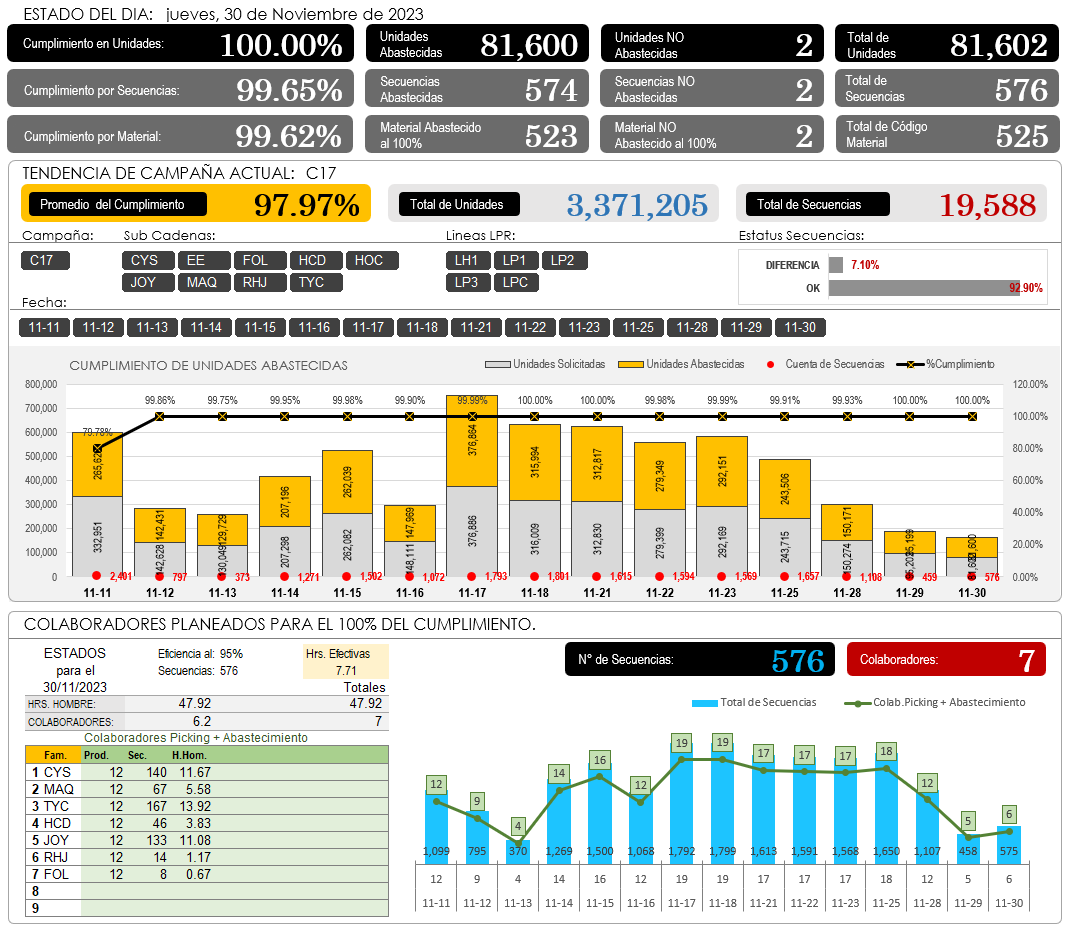 ESTADO DEL DIA: jueves, 30 de Noviembre de 2023
Cumplimiento en Unidades: 100.00%
Unidades Abastecidas 81,600
Unidades NO Abastecidas 2
Total de Unidades 81,602
Cumplimiento por Secuencias: 99.65%
Secuencias Abastecidas 574
Secuencias NO Abastecidas 2
Total de Secuencias 576
Cumplimiento por Material: 99.62%
Material Abastecido al 100% 523
Material NO Abastecido al 100% 2
Total de Código Material 525
TENDENCIA DE CAMPAÑA ACTUAL: C17
Promedio del Cumplimiento 97.97%
Total de Unidades 3,371,205
Total de Secuencias 19,588
Campaña: Sub Cadenas: Lineas LPR: Estatus Secuencias:
C17 CYS EE FOL HCD HOC LH1 LP1 LP2
JOY MAQ RHJ TYC LP3 LPC
DIFERENCIA 7.10%
OK 92.90%
Fecha:
11-11 11-12 11-13 11-14 11-15 11-16 11-17 11-18 11-21 11-22 11-23 11-25 11-28 11-29 11-30
CUMPLIMIENTO DE UNIDADES ABASTECIDAS
Unidades Solicitadas Unidades Abastecidas Cuenta de Secuencias %Cumplimiento
800,000 700,000 600,000 500,000 400,000 300,000 200,000 100,000 0
120.00% 100.00% 80.00% 60.00% 40.00% 20.00% 0.00%
79.78% 99.86% 99.75% 99.95% 99.98% 99.90% 99.99% 100.00% 100.00% 99.98% 99.99% 99.91% 99.93% 100.00% 100.00%
142,431 129,729 207,196 262,039 147,969 376,864 315,994 312,817 279,349 292,151 243,506 150,171
332,951 142,628 130,049 207,298 262,082 148,111 376,886 316,009 312,830 279,399 292,169 243,715 150,274
2,401 797 373 1,271 1,502 1,072 1,793 1,801 1,615 1,594 1,569 1,657 1,108 459 576
11-11 11-12 11-13 11-14 11-15 11-16 11-17 11-18 11-21 11-22 11-23 11-25 11-28 11-29 11-30
COLABORADORES PLANEADOS PARA EL 100% DEL CUMPLIMIENTO.
ESTADOS para el 30/11/2023
Eficiencia al: 95%
Secuencias: 576
Hrs. Efectivas
7.71
Totales
HRS. HOMBRE: 47.92 47.92
COLABORADORES: 6.2 7
Colaboradores Picking + Abastecimiento
Fam. Prod. Sec. H.Hom.
1 CYS 12 140 11.67
2 MAQ 12 67 5.58
3 TYC 12 167 13.92
4 HCD 12 46 3.83
5 JOY 12 133 11.08
6 RHJ 12 14 1.17
7 FOL 12 8 0.67
8
9
N° de Secuencias: 576
Colaboradores: 7
Total de Secuencias Colab.Picking + Abastecimiento
12 9 4 14 16 12 19 19 17 17 17 18 12 5 6
1,099 795 370 1,269 1,500 1,068 1,792 1,799 1,613 1,591 1,568 1,650 1,107 458 575
12 9 4 14 16 12 19 19 17 17 17 18 12 5 6
11-11 11-12 11-13 11-14 11-15 11-16 11-17 11-18 11-21 11-22 11-23 11-25 11-28 11-29 11-30